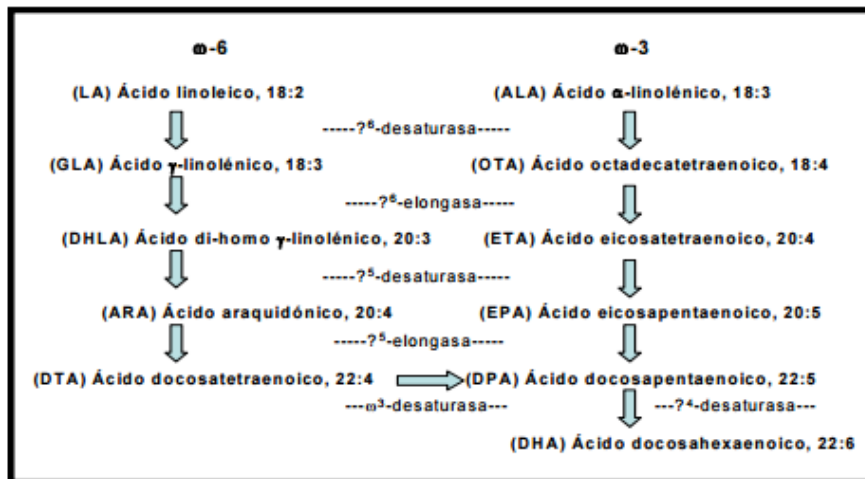 ω-6 ω-3
(LA) Ácido linoleico, 18:2 (ALA) Ácido α-linolénico, 18:3
-----?⁶-desaturasa-----
(GLA) Ácido γ-linolénico, 18:3 (OTA) Ácido octadecatetraenoico, 18:4
-----?⁶-elongasa-----
(DHLA) Ácido di-homo γ-linolénico, 20:3 (ETA) Ácido eicosatetraenoico, 20:4
-----?⁵-desaturasa-----
(ARA) Ácido araquidónico, 20:4 (EPA) Ácido eicosapentaenoico, 20:5
-----?⁵-elongasa-----
(DTA) Ácido docosatetraenoico, 22:4 (DPA) Ácido docosapentaenoico, 22:5
---ω³-desaturasa--- ---?⁴-desaturasa---
(DHA) Ácido docosahexaenoico, 22:6